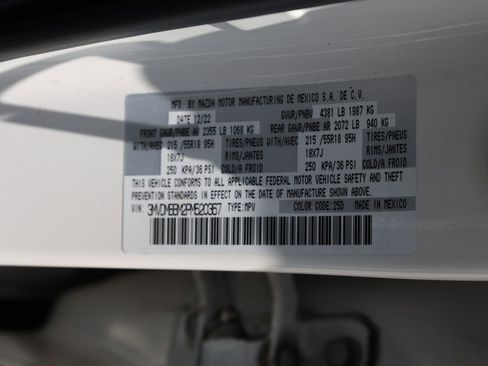 MFD. BY MAZDA MOTOR MANUFACTURING DE MEXICO S.A. DE C.V.
DATE 12/22 GVWR/PNBV 4381 LB 1987 KG
FRONT GAWR/PNBE AV 2355 LB 1068 KG REAR GAWR/PNBE AR 2072 LB 940 KG
WITH/AVEC 215 /55R18 95H TIRES/PNEUS WITH/AVEC 215 /55R18 95H TIRES/PNEUS
18X7J RIMS/JANTES 18X7J RIMS/JANTES
250 KPA/36 PSI COLD/A FROID 250 KPA/36 PSI COLD/A FROID
THIS VEHICLE CONFORMS TO ALL APPLICABLE FEDERAL MOTOR VEHICLE SAFETY AND THEFT
PREVENTION STANDARDS IN EFFECT ON THE DATE OF MANUFACTURE SHOWN ABOVE.
VIN: TYPE: MPV COLOR CODE: 25D MADE IN MEXICO